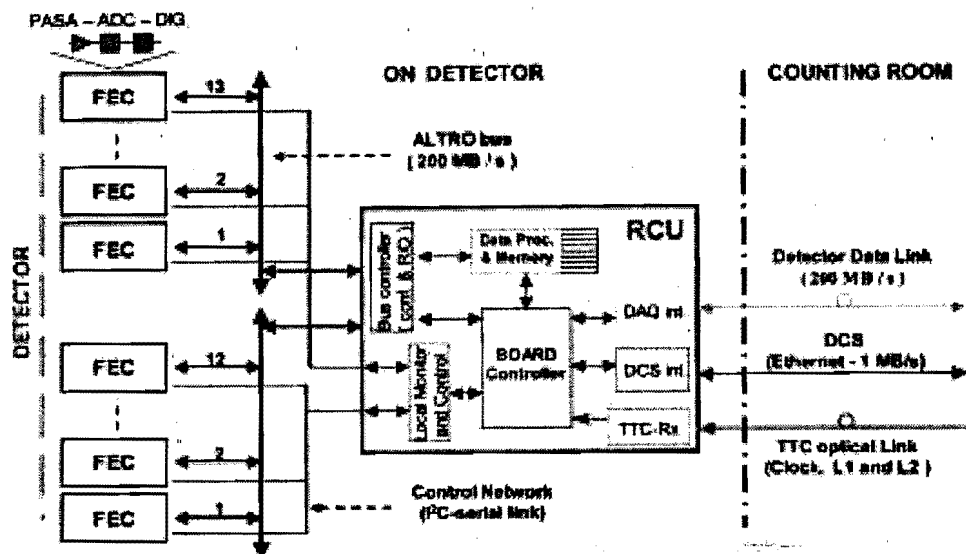 PASA – ADC – DIG
ON DETECTOR
COUNTING ROOM
FEC
13
ALTRO bus
(200 MB / s)
FEC
2
FEC
1
RCU
Bus controller
( conf. & R/O )
Data Proc.
& Memory
Detector Data Link
(200 MB / s)
DAQ int.
DETECTOR
BOARD
Controller
DCS
(Ethernet - 1 MB/s)
FEC
12
Local Monitor
and Control
DCS int.
TTC-Rx
TTC optical Link
(Clock, L1 and L2 )
FEC
2
Control Network
(I²C-serial link)
FEC
1